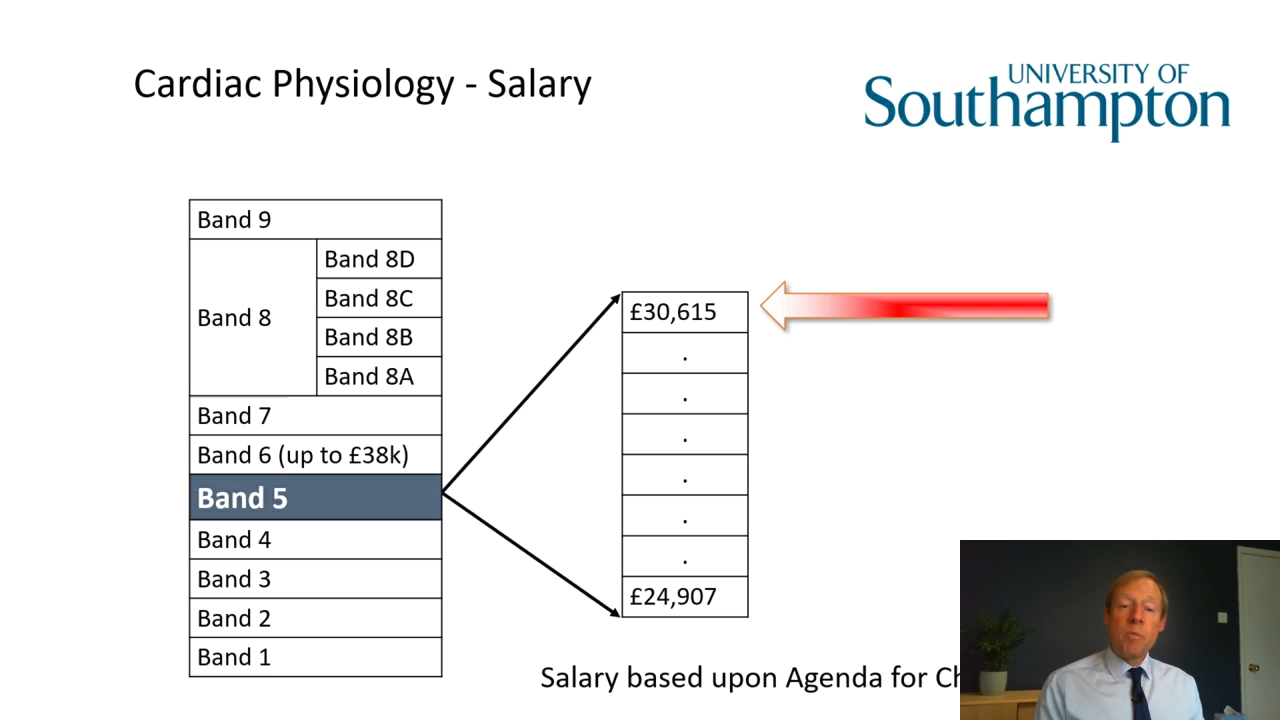 Cardiac Physiology - Salary
UNIVERSITY OF
Southampton
Band 9
Band 8
Band 8D
Band 8C
Band 8B
Band 8A
Band 7
Band 6 (up to £38k)
Band 5
Band 4
Band 3
Band 2
Band 1
£30,615
.
.
.
.
.
.
£24,907
Salary based upon Agenda for